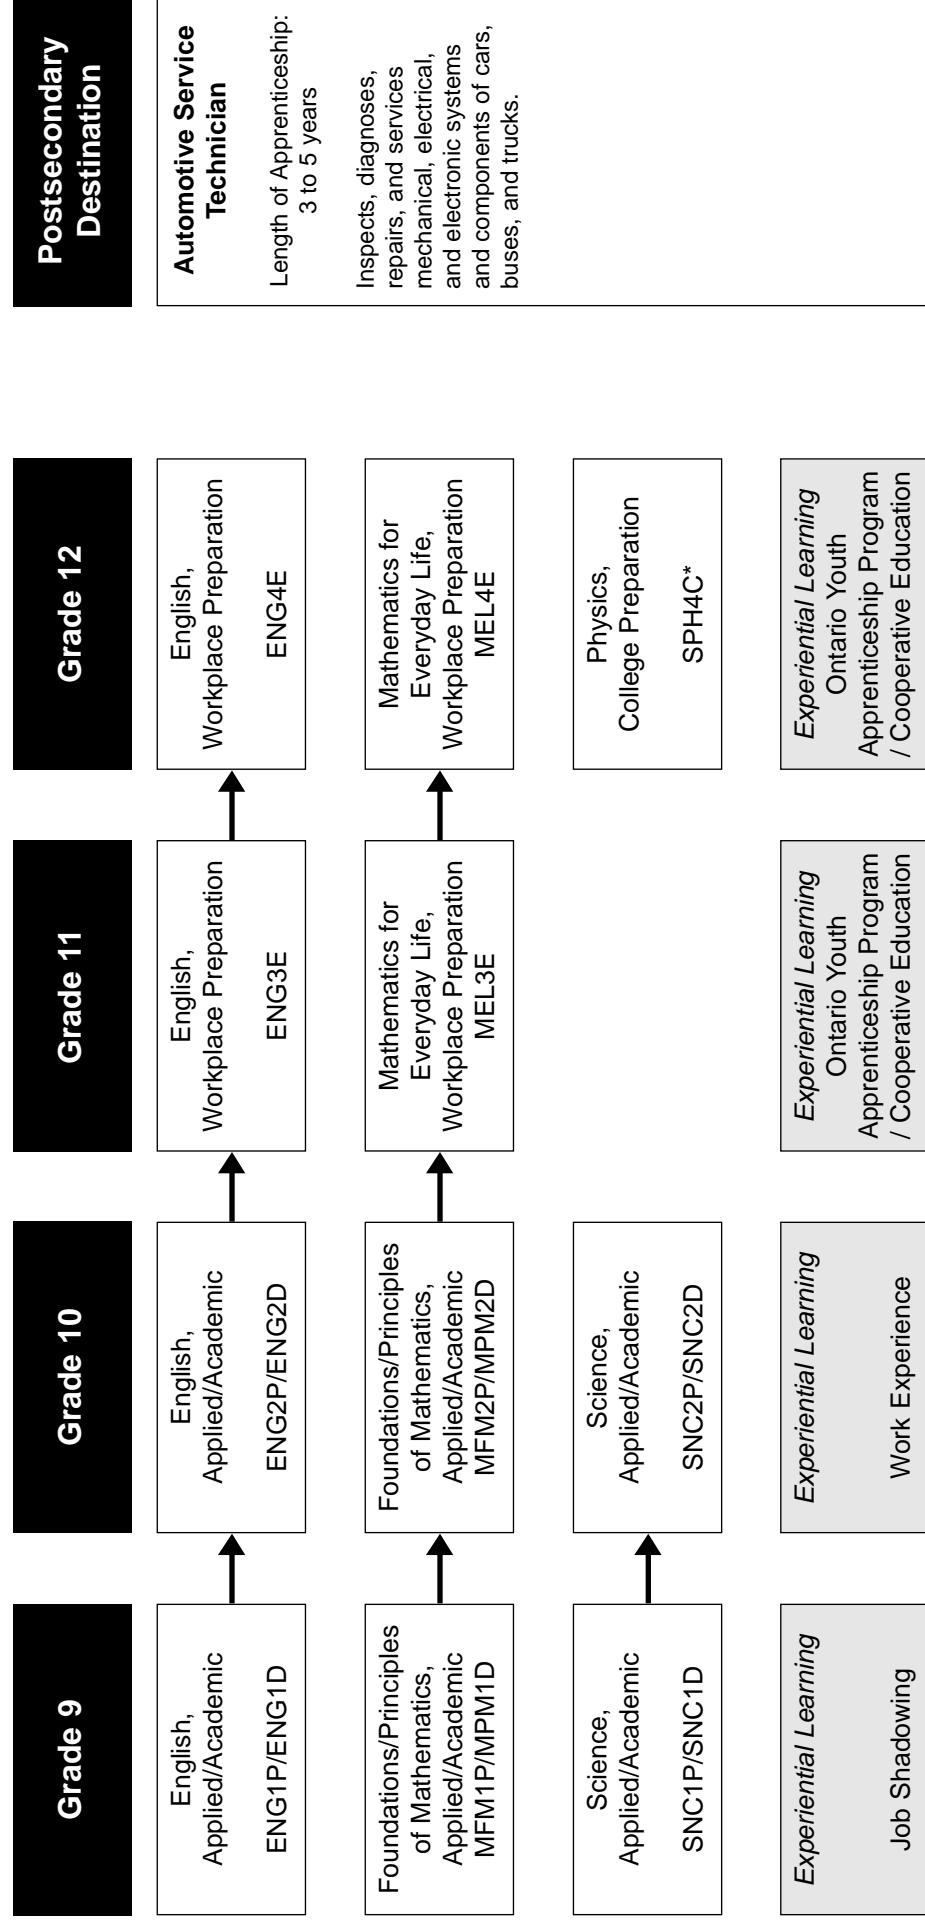 Grade 9
Grade 10
Grade 11
Grade 12
Postsecondary
Destination
English,
Applied/Academic
ENG1P/ENG1D
English,
Applied/Academic
ENG2P/ENG2D
English,
Workplace Preparation
ENG3E
English,
Workplace Preparation
ENG4E
Automotive Service
Technician
Length of Apprenticeship:
3 to 5 years
Inspects, diagnoses,
repairs, and services
mechanical, electrical,
and electronic systems
and components of cars,
buses, and trucks.
Foundations/Principles
of Mathematics,
Applied/Academic
MFM1P/MPM1D
Foundations/Principles
of Mathematics,
Applied/Academic
MFM2P/MPM2D
Mathematics for
Everyday Life,
Workplace Preparation
MEL3E
Mathematics for
Everyday Life,
Workplace Preparation
MEL4E
Science,
Applied/Academic
SNC1P/SNC1D
Science,
Applied/Academic
SNC2P/SNC2D
Physics,
College Preparation
SPH4C*
Experiential Learning
Job Shadowing
Experiential Learning
Work Experience
Experiential Learning
Ontario Youth
Apprenticeship Program
/ Cooperative Education
Experiential Learning
Ontario Youth
Apprenticeship Program
/ Cooperative Education